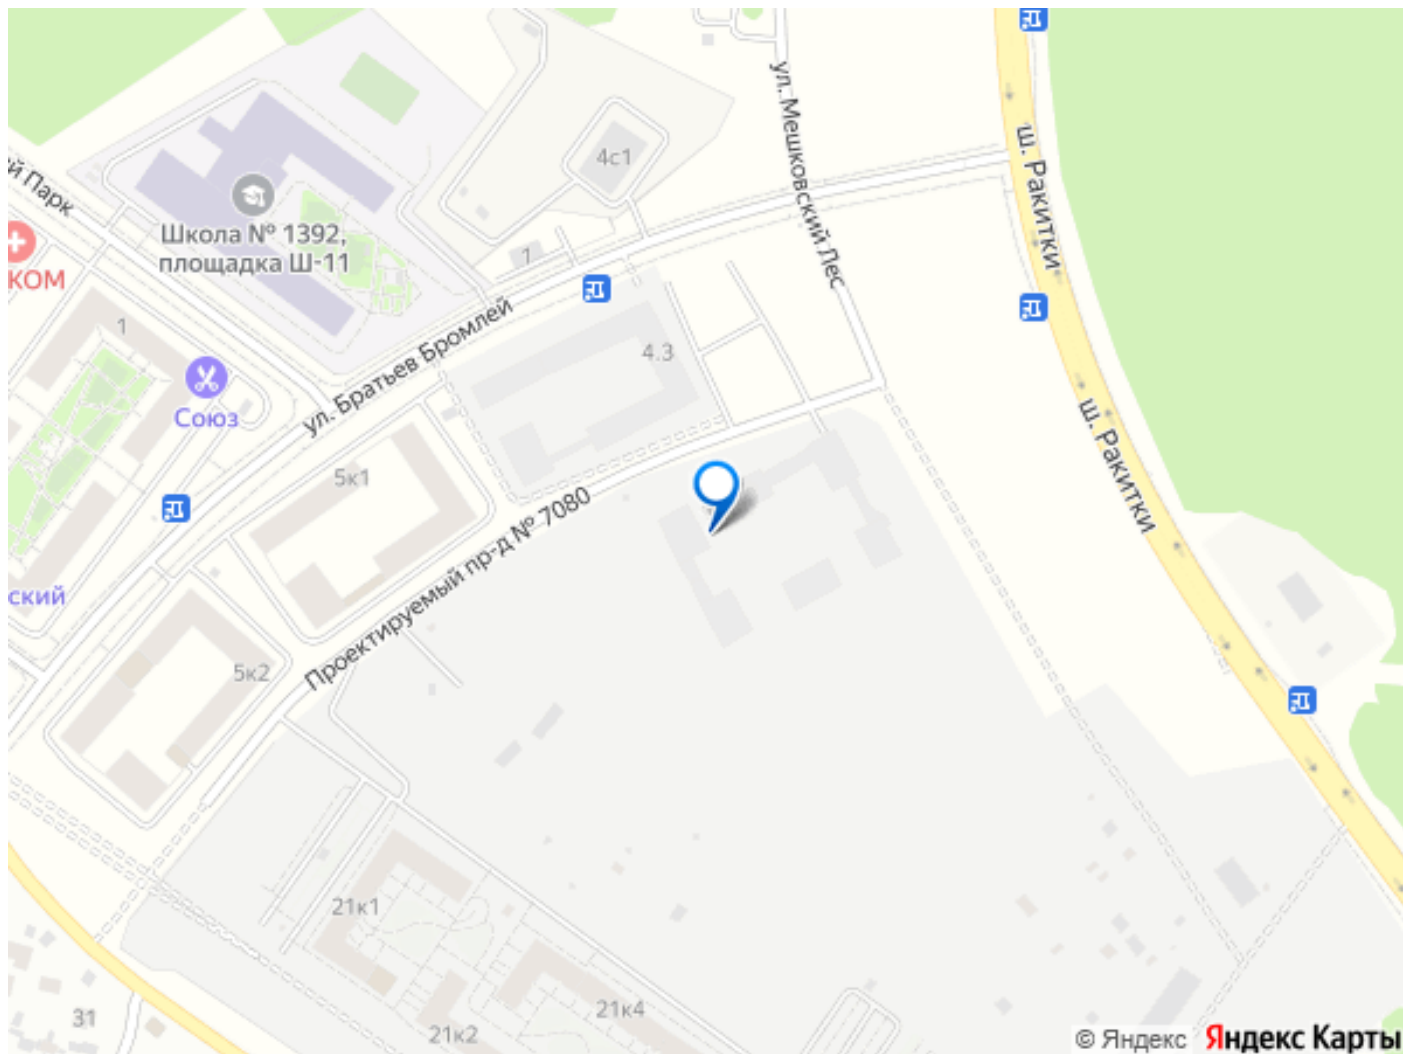 ул. Мешковский Лес
ш. Ракитки
4с1
ый Парк
Школа № 1392,
площадка Ш-11
КОМ
1
1
ул. Братьев Бромлей
4.3
Союз
ш. Ракитки
5к1
Проектируемый пр-д № 7080
ский
5к2
21к1
21к4
31
21к2
© Яндекс Яндекс Карты